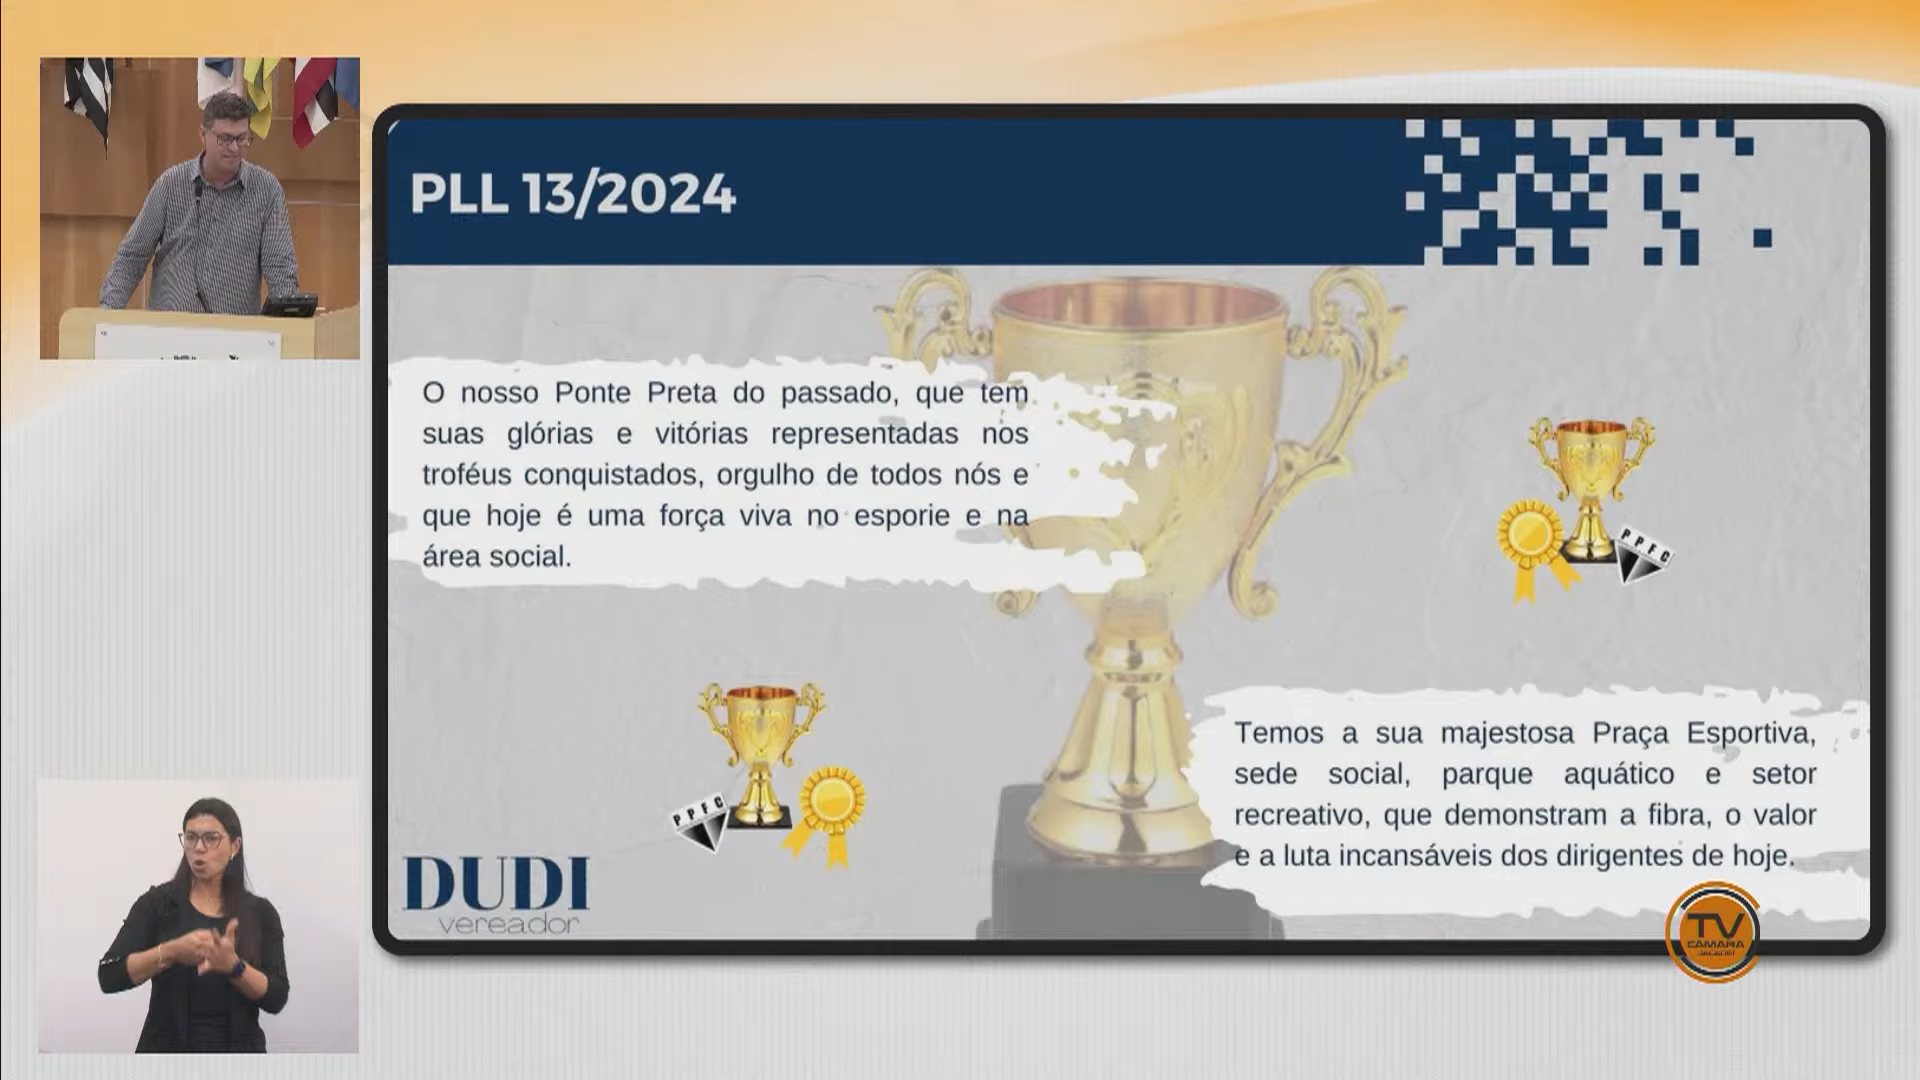 PLL 13/2024
O nosso Ponte Preta do passado, que tem
suas glórias e vitórias representadas nos
troféus conquistados, orgulho de todos nós e
que hoje é uma força viva no esporie e na
área social.
PPFC
PPFC
Temos a sua majestosa Praça Esportiva,
sede social, parque aquático e setor
recreativo, que demonstram a fibra, o valor
e a luta incansáveis dos dirigentes de hoje.
DUDI
vereador
TV
CÂMARA
JACAREÍ